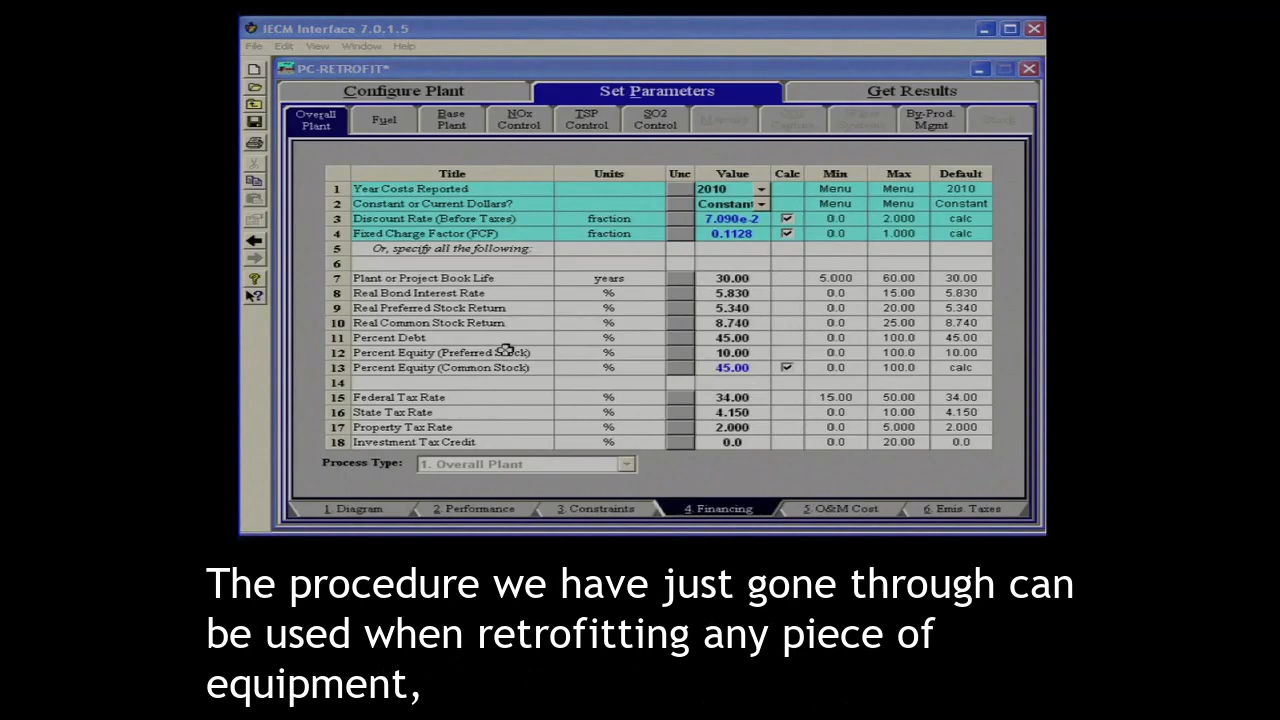 IECM Interface 7.0.1.5
File Edit View Window Help
PC-RETROFIT*
Configure Plant Set Parameters Get Results
Overall Plant Fuel Base Plant NOx Control TSP Control SO2 Control Mercury By-Prod. Mgmt Stack
Title Units Unc Value Calc Min Max Default
1 Year Costs Reported 2010 Menu Menu 2010
2 Constant or Current Dollars? Constant Menu Menu Constant
3 Discount Rate (Before Taxes) fraction 7.090e-2 0.0 2.000 calc
4 Fixed Charge Factor (FCF) fraction 0.1128 0.0 1.000 calc
5 Or, specify all the following:
6
7 Plant or Project Book Life years 30.00 5.000 60.00 30.00
8 Real Bond Interest Rate % 5.830 0.0 15.00 5.830
9 Real Preferred Stock Return % 5.340 0.0 20.00 5.340
10 Real Common Stock Return % 8.740 0.0 25.00 8.740
11 Percent Debt % 45.00 0.0 100.0 45.00
12 Percent Equity (Preferred Stock) % 10.00 0.0 100.0 10.00
13 Percent Equity (Common Stock) % 45.00 0.0 100.0 calc
14
15 Federal Tax Rate % 34.00 15.00 50.00 34.00
16 State Tax Rate % 4.150 0.0 10.00 4.150
17 Property Tax Rate % 2.000 0.0 5.000 2.000
18 Investment Tax Credit % 0.0 0.0 20.00 0.0
Process Type: 1. Overall Plant
1. Diagram 2. Performance 3. Constraints 4. Financing 5. O&M Cost 6. Emis. Taxes
The procedure we have just gone through can
be used when retrofitting any piece of
equipment,